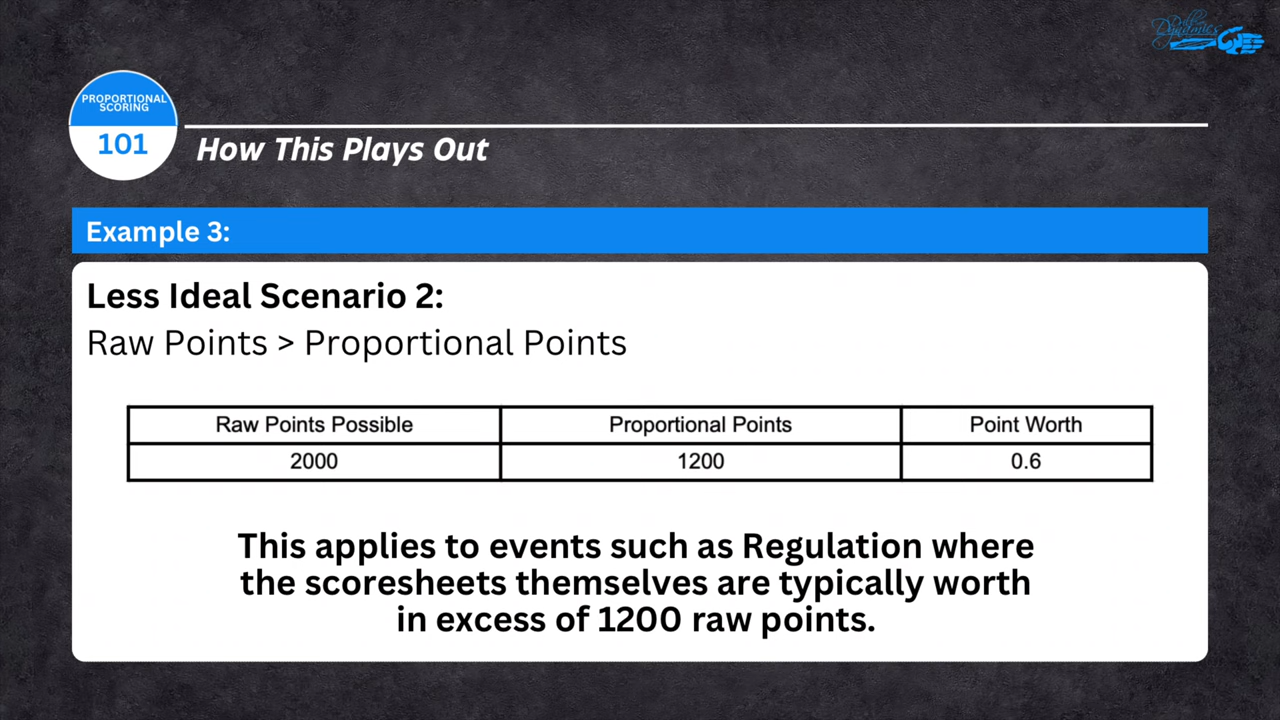 Drill
Dynamics
PROPORTIONAL
SCORING
101
How This Plays Out
Example 3:
Less Ideal Scenario 2:
Raw Points > Proportional Points
Raw Points Possible Proportional Points Point Worth
2000 1200 0.6
This applies to events such as Regulation where
the scoresheets themselves are typically worth
in excess of 1200 raw points.